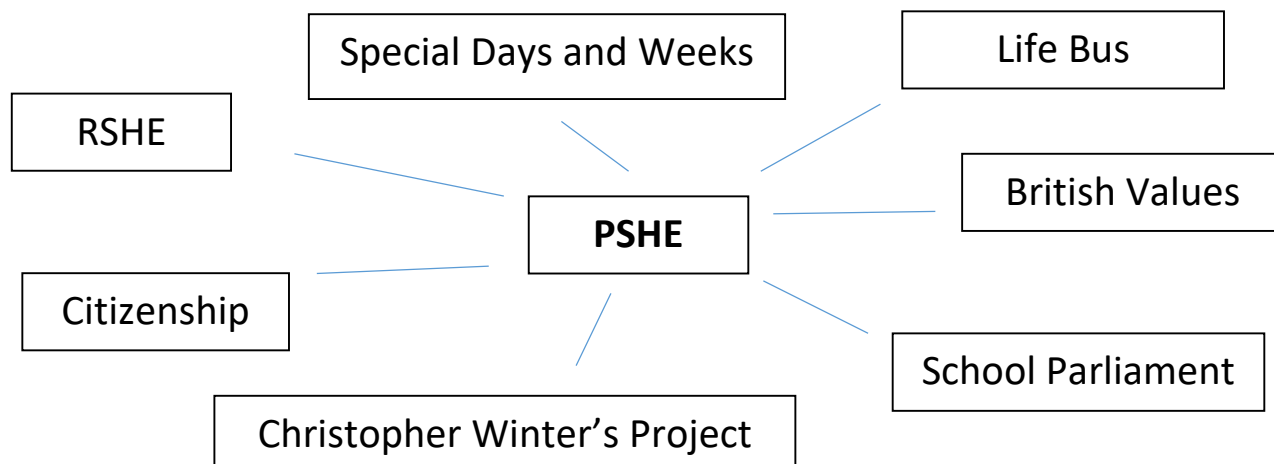 Special Days and Weeks
Life Bus
RSHE
British Values
PSHE
Citizenship
School Parliament
Christopher Winter’s Project